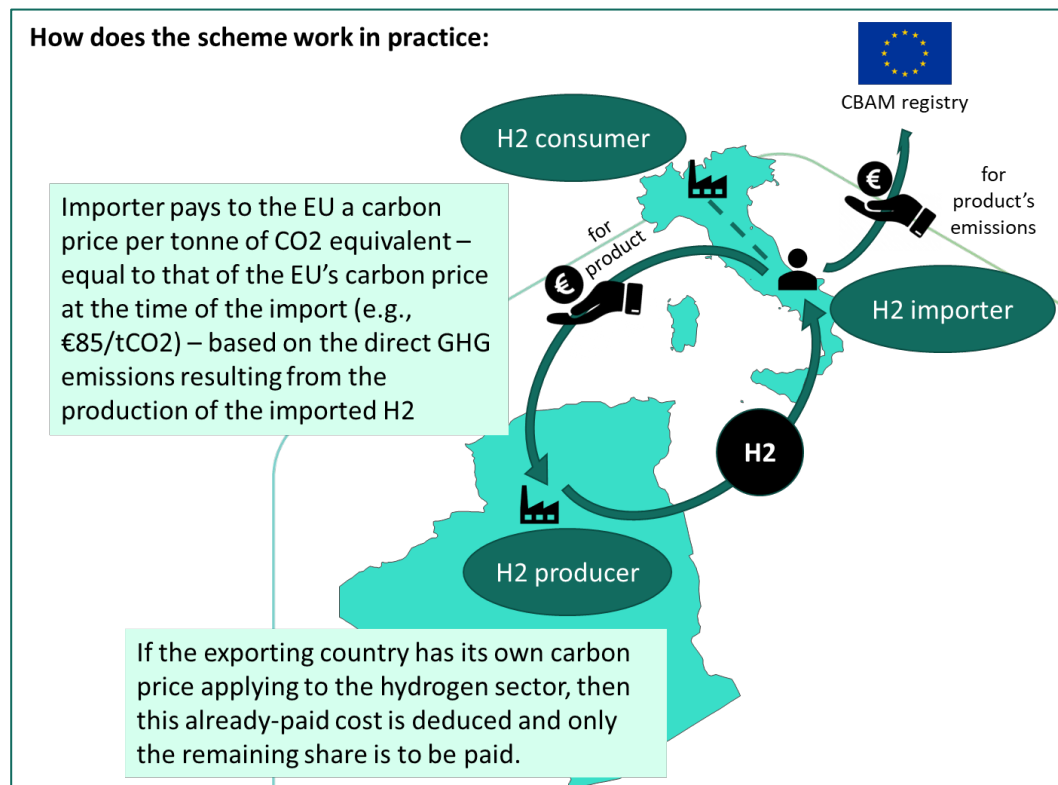 How does the scheme work in practice:
CBAM registry
H2 consumer
€
for
product's
emissions
Importer pays to the EU a carbon
price per tonne of CO2 equivalent –
equal to that of the EU's carbon price
at the time of the import (e.g.,
€85/tCO2) – based on the direct GHG
emissions resulting from the
production of the imported H2
for
product
€
H2 importer
H2
H2 producer
If the exporting country has its own carbon
price applying to the hydrogen sector, then
this already-paid cost is deduced and only
the remaining share is to be paid.